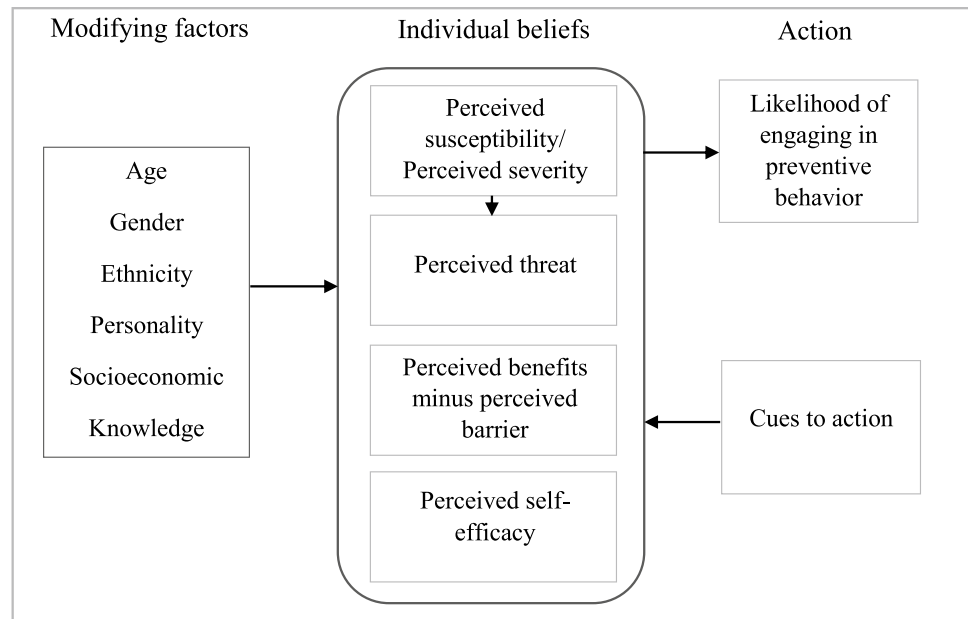 Modifying factors
Individual beliefs
Action
Age
Gender
Ethnicity
Personality
Socioeconomic
Knowledge
Perceived
susceptibility/
Perceived severity
Perceived threat
Perceived benefits
minus perceived
barrier
Perceived self-
efficacy
Likelihood of
engaging in
preventive
behavior
Cues to action